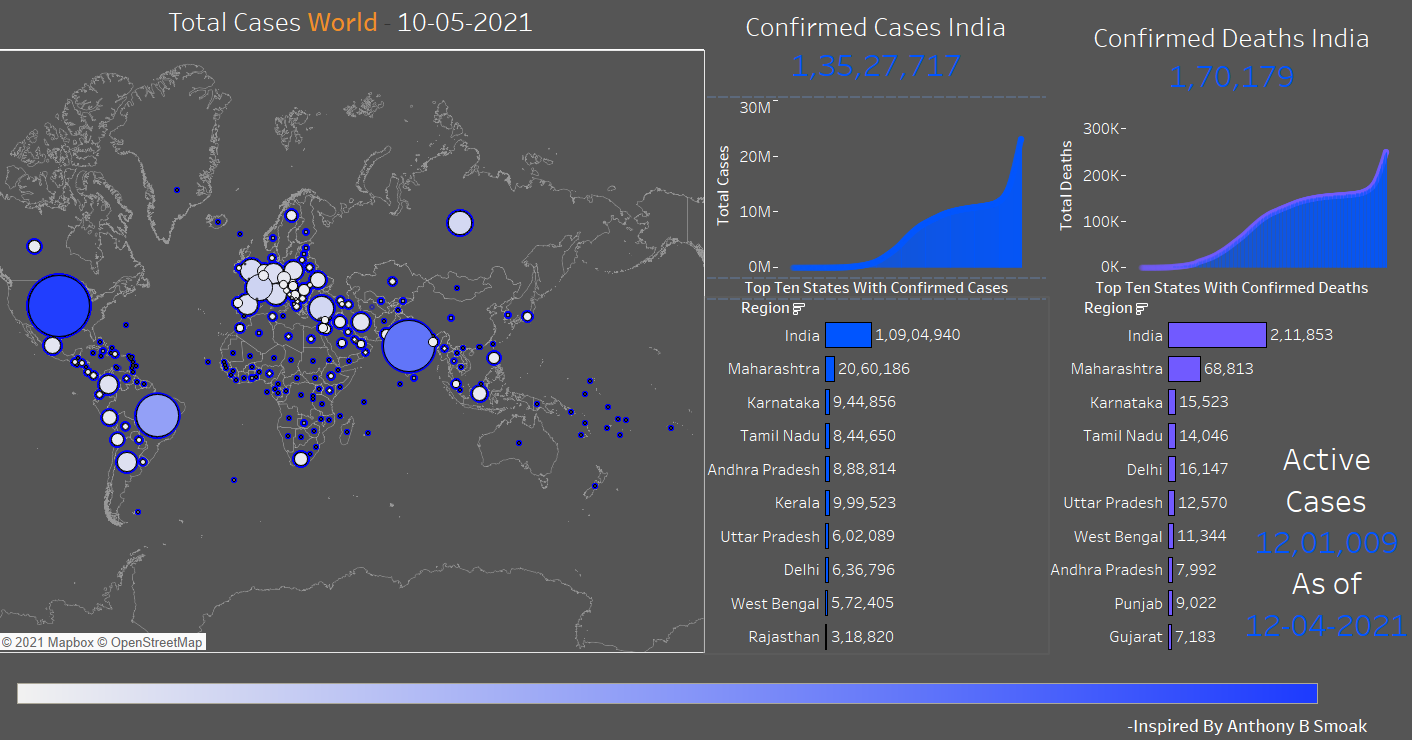 Total Cases World - 10-05-2021
© 2021 Mapbox © OpenStreetMap
Confirmed Cases India
1,35,27,717
30M
20M
10M
0M
Total Cases
Top Ten States With Confirmed Cases
Region
India 1,09,04,940
Maharashtra 20,60,186
Karnataka 9,44,856
Tamil Nadu 8,44,650
Andhra Pradesh 8,88,814
Kerala 9,99,523
Uttar Pradesh 6,02,089
Delhi 6,36,796
West Bengal 5,72,405
Rajasthan 3,18,820
Confirmed Deaths India
1,70,179
300K
200K
100K
0K
Total Deaths
Top Ten States With Confirmed Deaths
Region
India 2,11,853
Maharashtra 68,813
Karnataka 15,523
Tamil Nadu 14,046
Delhi 16,147
Uttar Pradesh 12,570
West Bengal 11,344
Andhra Pradesh 7,992
Punjab 9,022
Gujarat 7,183
Active
Cases
12,01,009
As of
12-04-2021
-Inspired By Anthony B Smoak